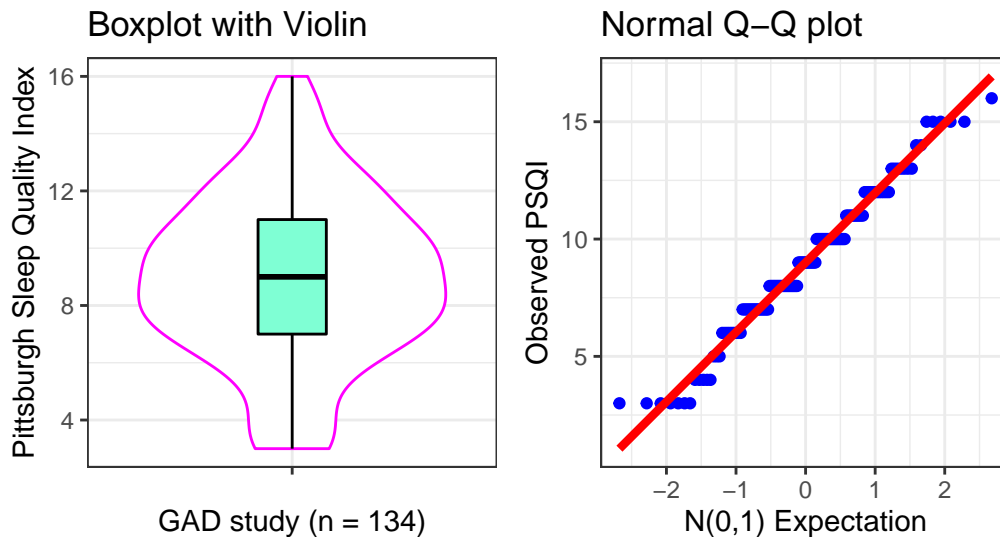 Boxplot with Violin
Pittsburgh Sleep Quality Index
16
12
8
4
GAD study (n = 134)
Normal Q−Q plot
Observed PSQI
15
10
5
−2 −1 0 1 2
N(0,1) Expectation